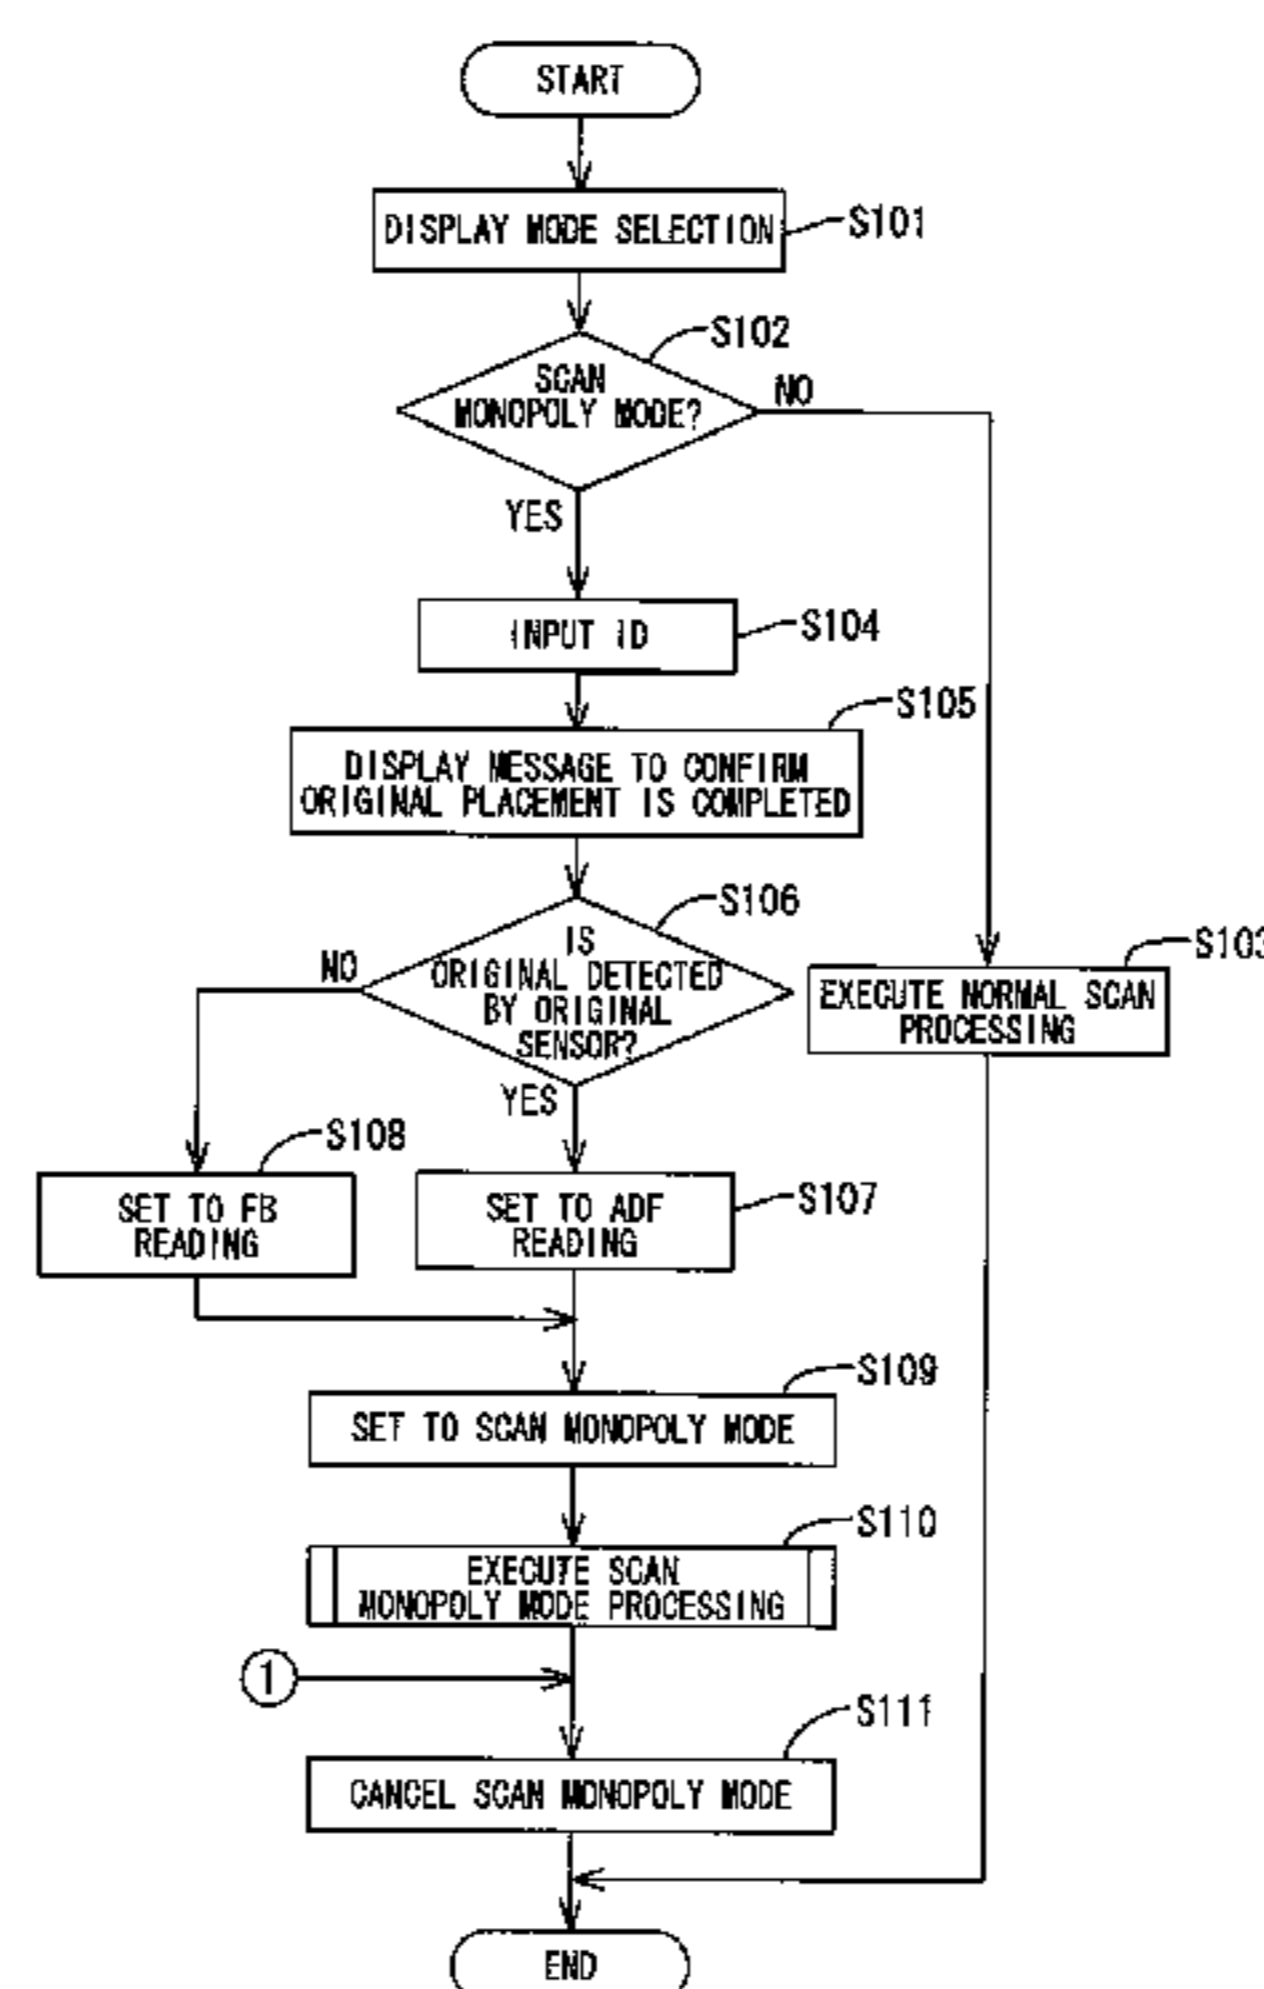 START
DISPLAY MODE SELECTION
S101
S102
SCAN
MONOPOLY MODE?
NO
YES
INPUT ID
S104
S105
DISPLAY MESSAGE TO CONFIRM
ORIGINAL PLACEMENT IS COMPLETED
S106
IS
ORIGINAL DETECTED
BY ORIGINAL
SENSOR?
NO
YES
S103
EXECUTE NORMAL SCAN
PROCESSING
S108
SET TO FB
READING
SET TO ADF
READING
S107
S109
SET TO SCAN MONOPOLY MODE
S110
EXECUTE SCAN
MONOPOLY MODE PROCESSING
1
S111
CANCEL SCAN MONOPOLY MODE
END